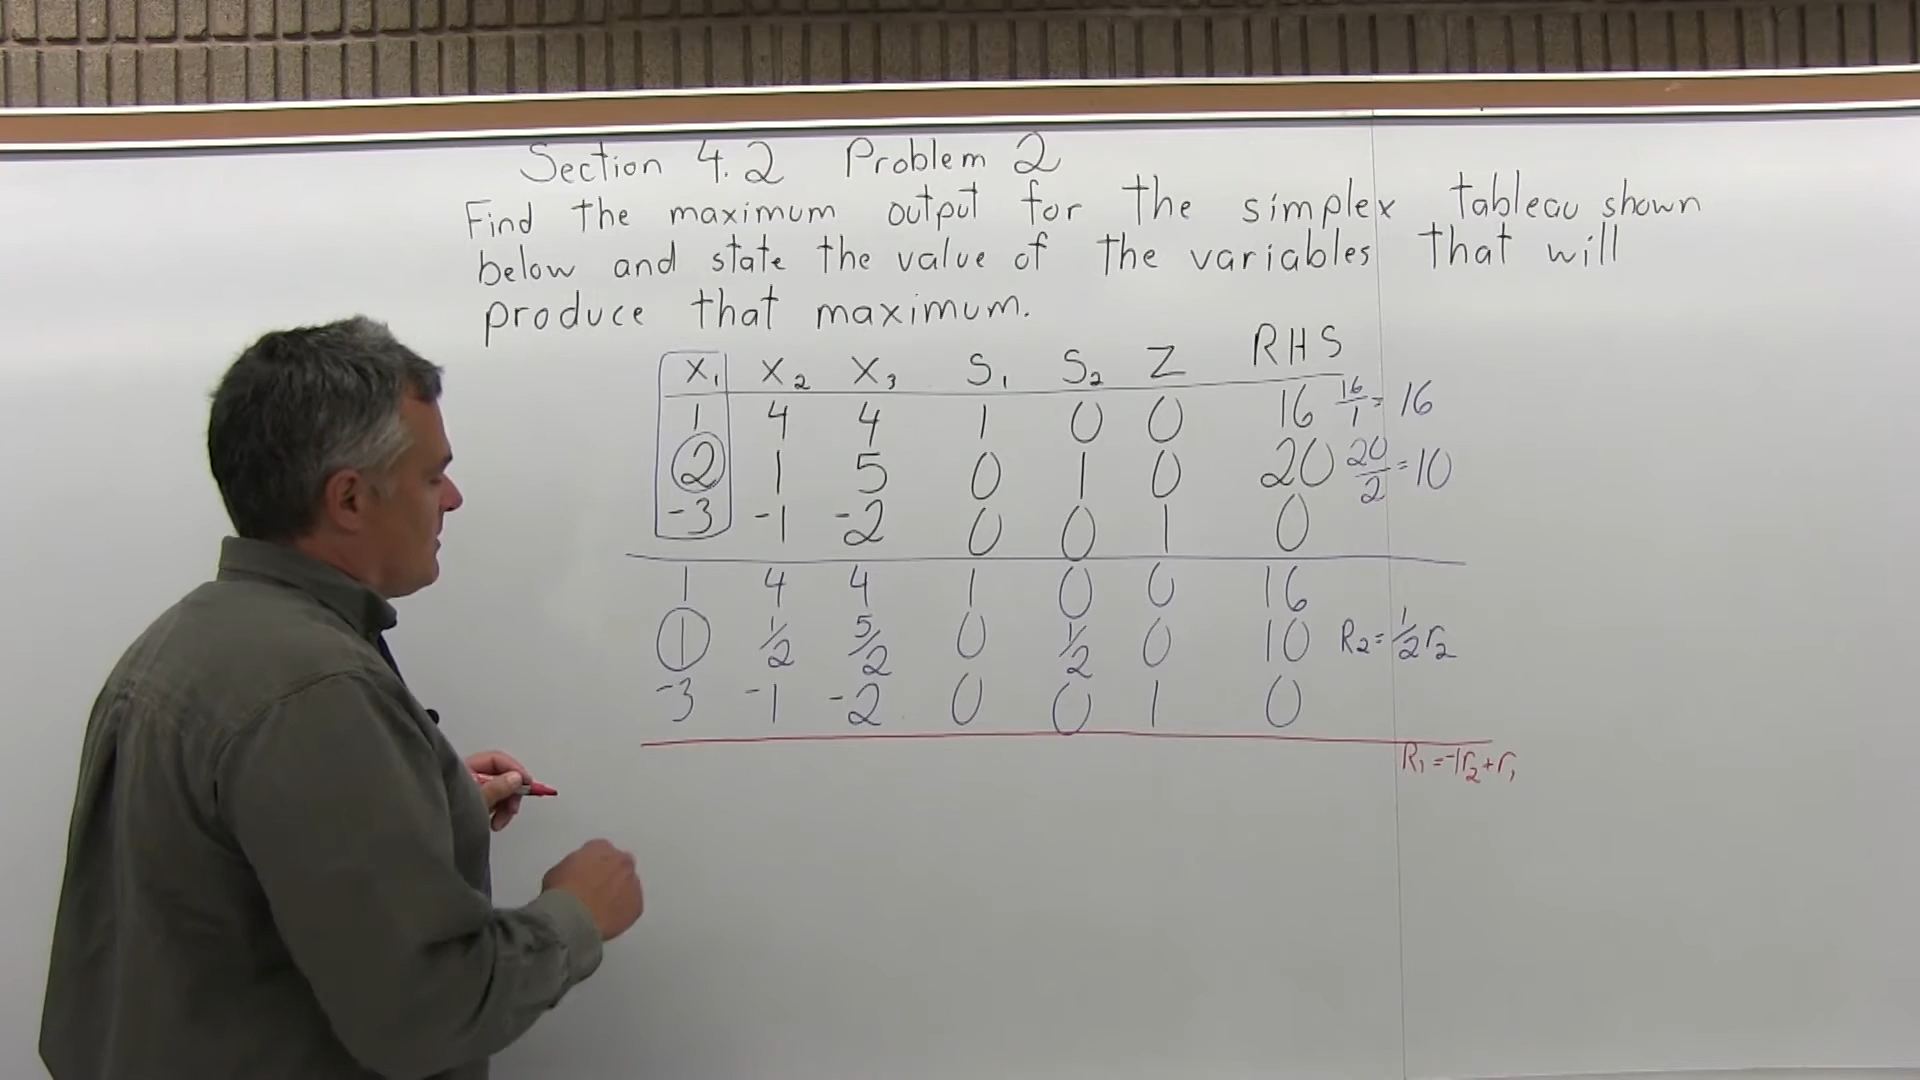 Section 4.2 Problem 2
Find the maximum output for the simplex tableau shown
below and state the value of the variables that will
produce that maximum.
X₁ X₂ X₃ S₁ S₂ Z RHS
1 4 4 1 0 0 16 16/1 = 16
2 1 5 0 1 0 20 20/2 = 10
-3 -1 -2 0 0 1 0
1 4 4 1 0 0 16
1 1/2 5/2 0 1/2 0 10 R₂ = 1/2 r₂
-3 -1 -2 0 0 1 0
R₁ = -1r₂ + r₁